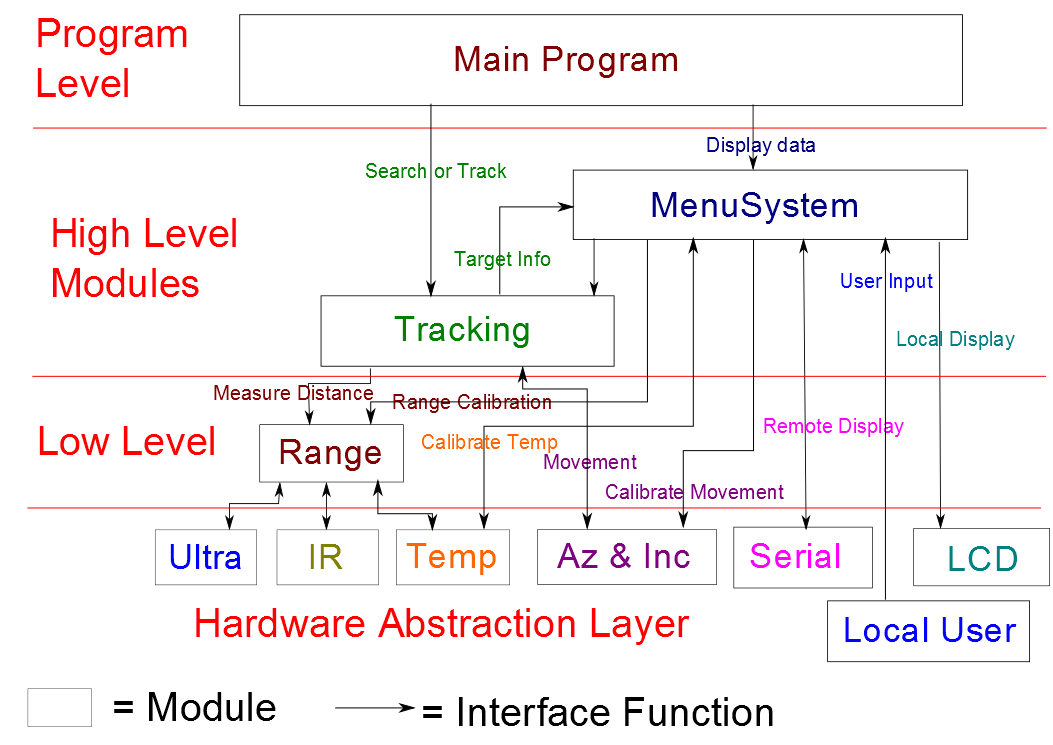 Program
Level
Main Program
Display data
Search or Track
MenuSystem
High Level
Modules
Target Info
User Input
Tracking
Local Display
Measure Distance
Range Calibration
Low Level
Range
Calibrate Temp
Remote Display
Movement
Calibrate Movement
Ultra
IR
Temp
Az & Inc
Serial
LCD
Hardware Abstraction Layer
Local User
= Module
= Interface Function